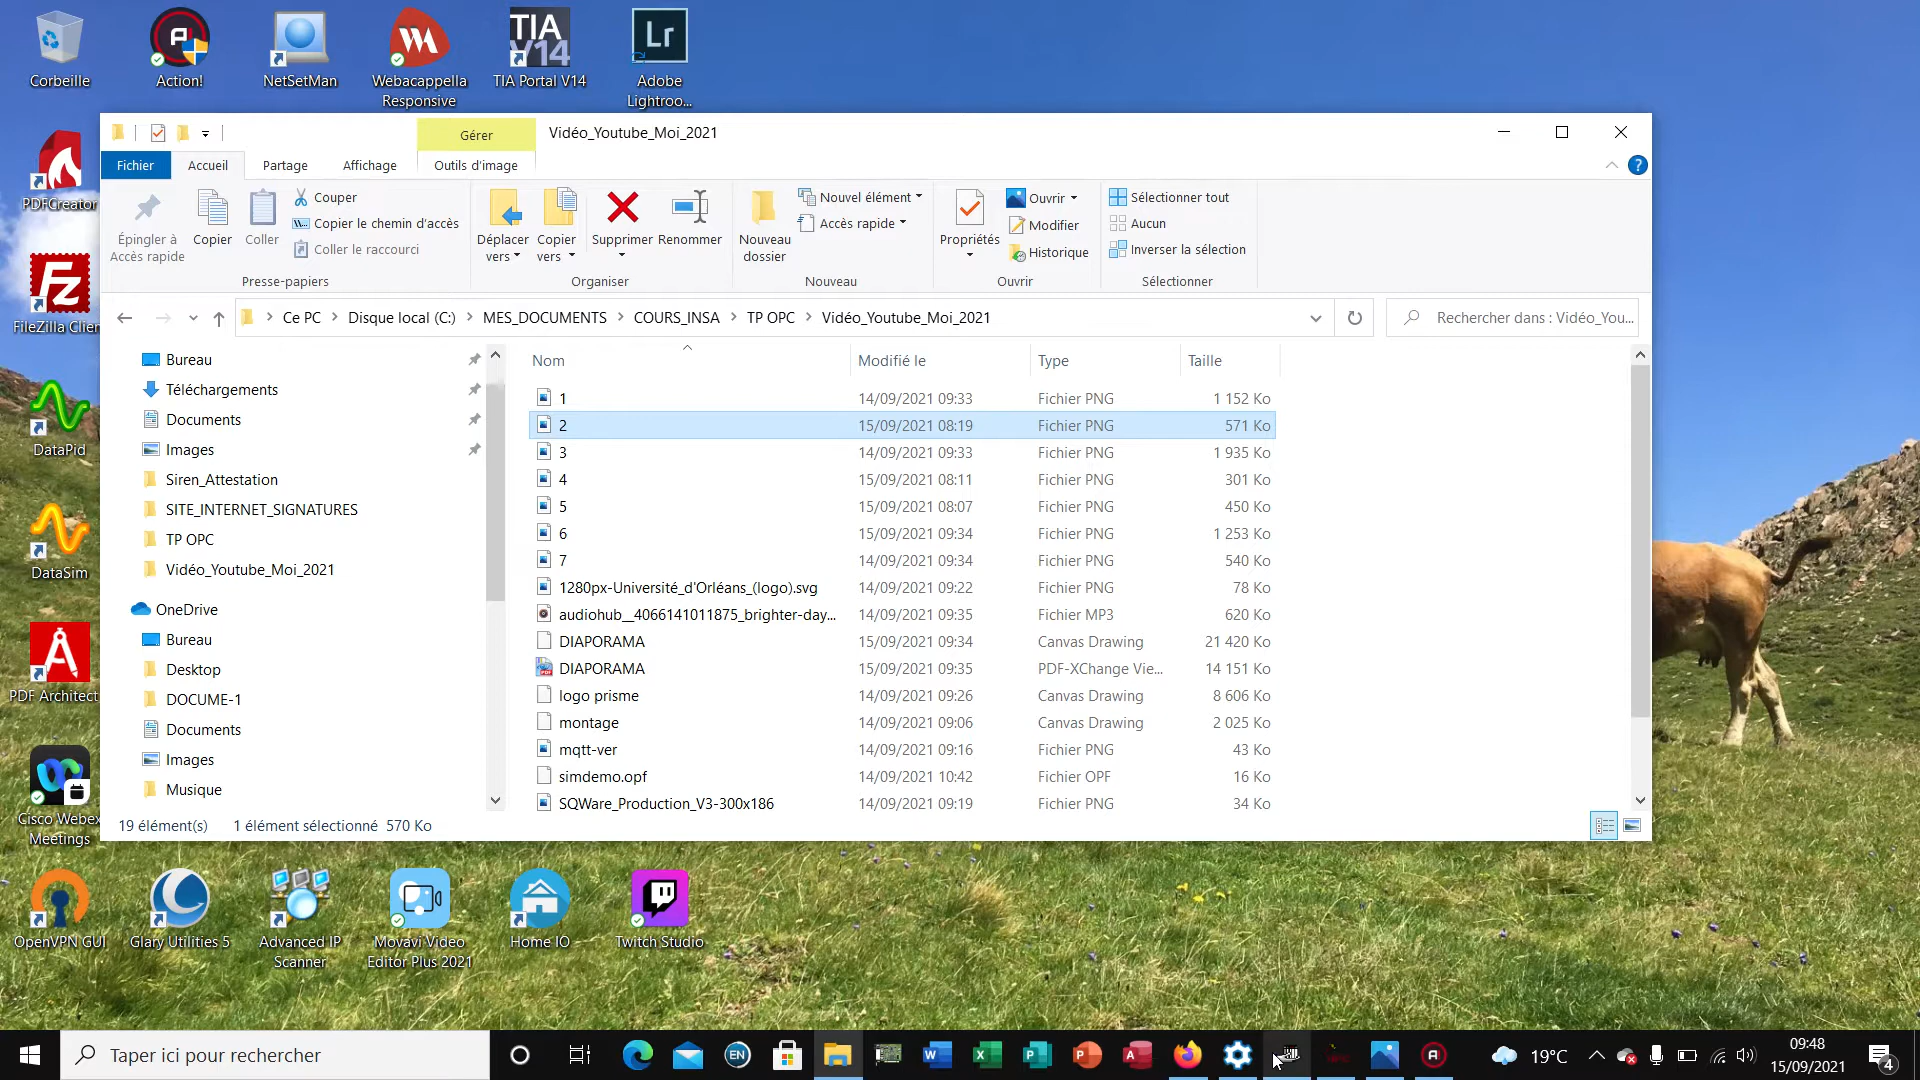 Corbeille
Action!
NetSetMan
Webacappella
Responsive
TIA
V14
TIA Portal V14
Lr
Adobe
Lightroo...
PDFCreator
FileZilla Clien
DataPid
DataSim
PDF Architect
Cisco Webex
Meetings
Gérer
Vidéo_Youtube_Moi_2021
Fichier
Accueil
Partage
Affichage
Outils d'image
Épingler à
Accès rapide
Copier
Coller
Couper
Copier le chemin d'accès
Coller le raccourci
Presse-papiers
Déplacer
vers
Copier
vers
Supprimer
Renommer
Organiser
Nouveau
dossier
Nouvel élément
Accès rapide
Nouveau
Propriétés
Ouvrir
Modifier
Historique
Ouvrir
Sélectionner tout
Aucun
Inverser la sélection
Sélectionner
Ce PC > Disque local (C:) > MES_DOCUMENTS > COURS_INSA > TP OPC > Vidéo_Youtube_Moi_2021
Rechercher dans : Vidéo_You...
Bureau
Téléchargements
Documents
Images
Siren_Attestation
SITE_INTERNET_SIGNATURES
TP OPC
Vidéo_Youtube_Moi_2021
OneDrive
Bureau
Desktop
DOCUME-1
Documents
Images
Musique
Nom Modifié le Type Taille
1 14/09/2021 09:33 Fichier PNG 1 152 Ko
2 15/09/2021 08:19 Fichier PNG 571 Ko
3 14/09/2021 09:33 Fichier PNG 1 935 Ko
4 15/09/2021 08:11 Fichier PNG 301 Ko
5 15/09/2021 08:07 Fichier PNG 450 Ko
6 15/09/2021 09:34 Fichier PNG 1 253 Ko
7 14/09/2021 09:34 Fichier PNG 540 Ko
1280px-Université_d'Orléans_(logo).svg 14/09/2021 09:22 Fichier PNG 78 Ko
audiohub__4066141011875_brighter-day... 14/09/2021 09:35 Fichier MP3 620 Ko
DIAPORAMA 15/09/2021 09:34 Canvas Drawing 21 420 Ko
DIAPORAMA 15/09/2021 09:35 PDF-XChange Vie... 14 151 Ko
logo prisme 14/09/2021 09:26 Canvas Drawing 8 606 Ko
montage 14/09/2021 09:06 Canvas Drawing 2 025 Ko
mqtt-ver 14/09/2021 09:16 Fichier PNG 43 Ko
simdemo.opf 14/09/2021 10:42 Fichier OPF 16 Ko
SQWare_Production_V3-300x186 14/09/2021 09:19 Fichier PNG 34 Ko
19 élément(s) 1 élément sélectionné 570 Ko
OpenVPN GUI
Glary Utilities 5
Advanced IP
Scanner
Movavi Video
Editor Plus 2021
Home IO
Twitch Studio
Taper ici pour rechercher
EN
19°C
09:48
15/09/2021
4